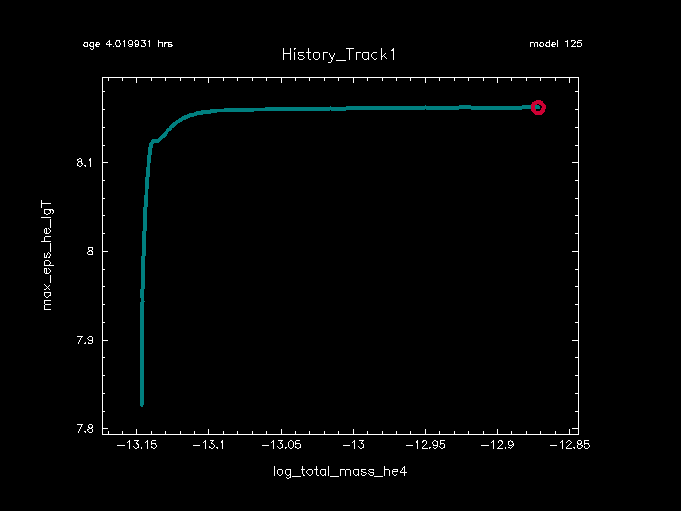 age 4.019931 hrs
model 125
History_Track1
8.1
8
7.9
7.8
max_eps_he_lgT
-13.15 -13.1 -13.05 -13 -12.95 -12.9 -12.85
log_total_mass_he4